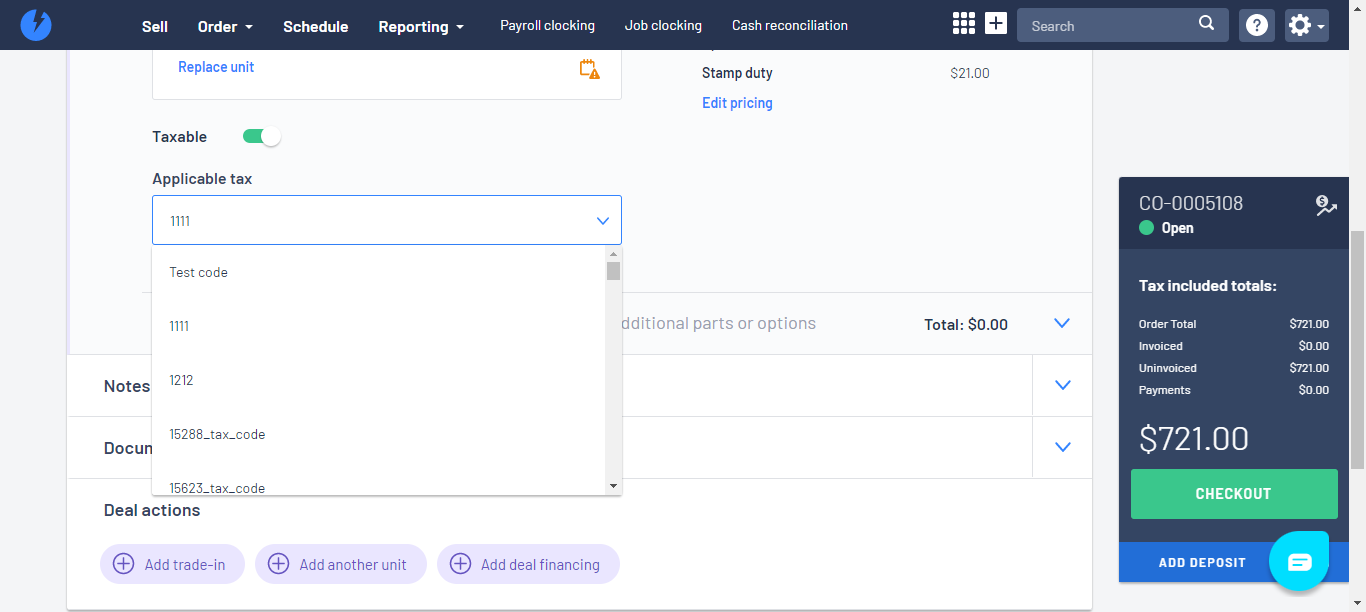 Sell Order Schedule Reporting Payroll clocking Job clocking Cash reconciliation Search
Replace unit
Stamp duty $21.00
Edit pricing
Taxable
Applicable tax
1111
Test code
1111
1212
15288_tax_code
15623_tax_code
dditional parts or options Total: $0.00
Notes
Docun
Deal actions
Add trade-in Add another unit Add deal financing
CO-0005108
Open
Tax included totals:
Order Total $721.00
Invoiced $0.00
Uninvoiced $721.00
Payments $0.00
$721.00
CHECKOUT
ADD DEPOSIT